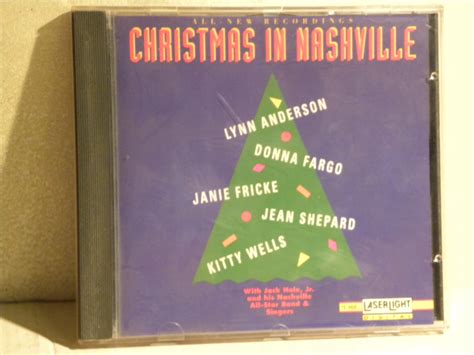 ALL NEW RECORDINGS
CHRISTMAS IN NASHVILLE
LYNN ANDERSON
DONNA FARGO
JANIE FRICKE
JEAN SHEPARD
KITTY WELLS
With Jack Hale, Jr.
and his Nashville
All-Star Band &
Singers
LASERLIGHT
DIGITAL